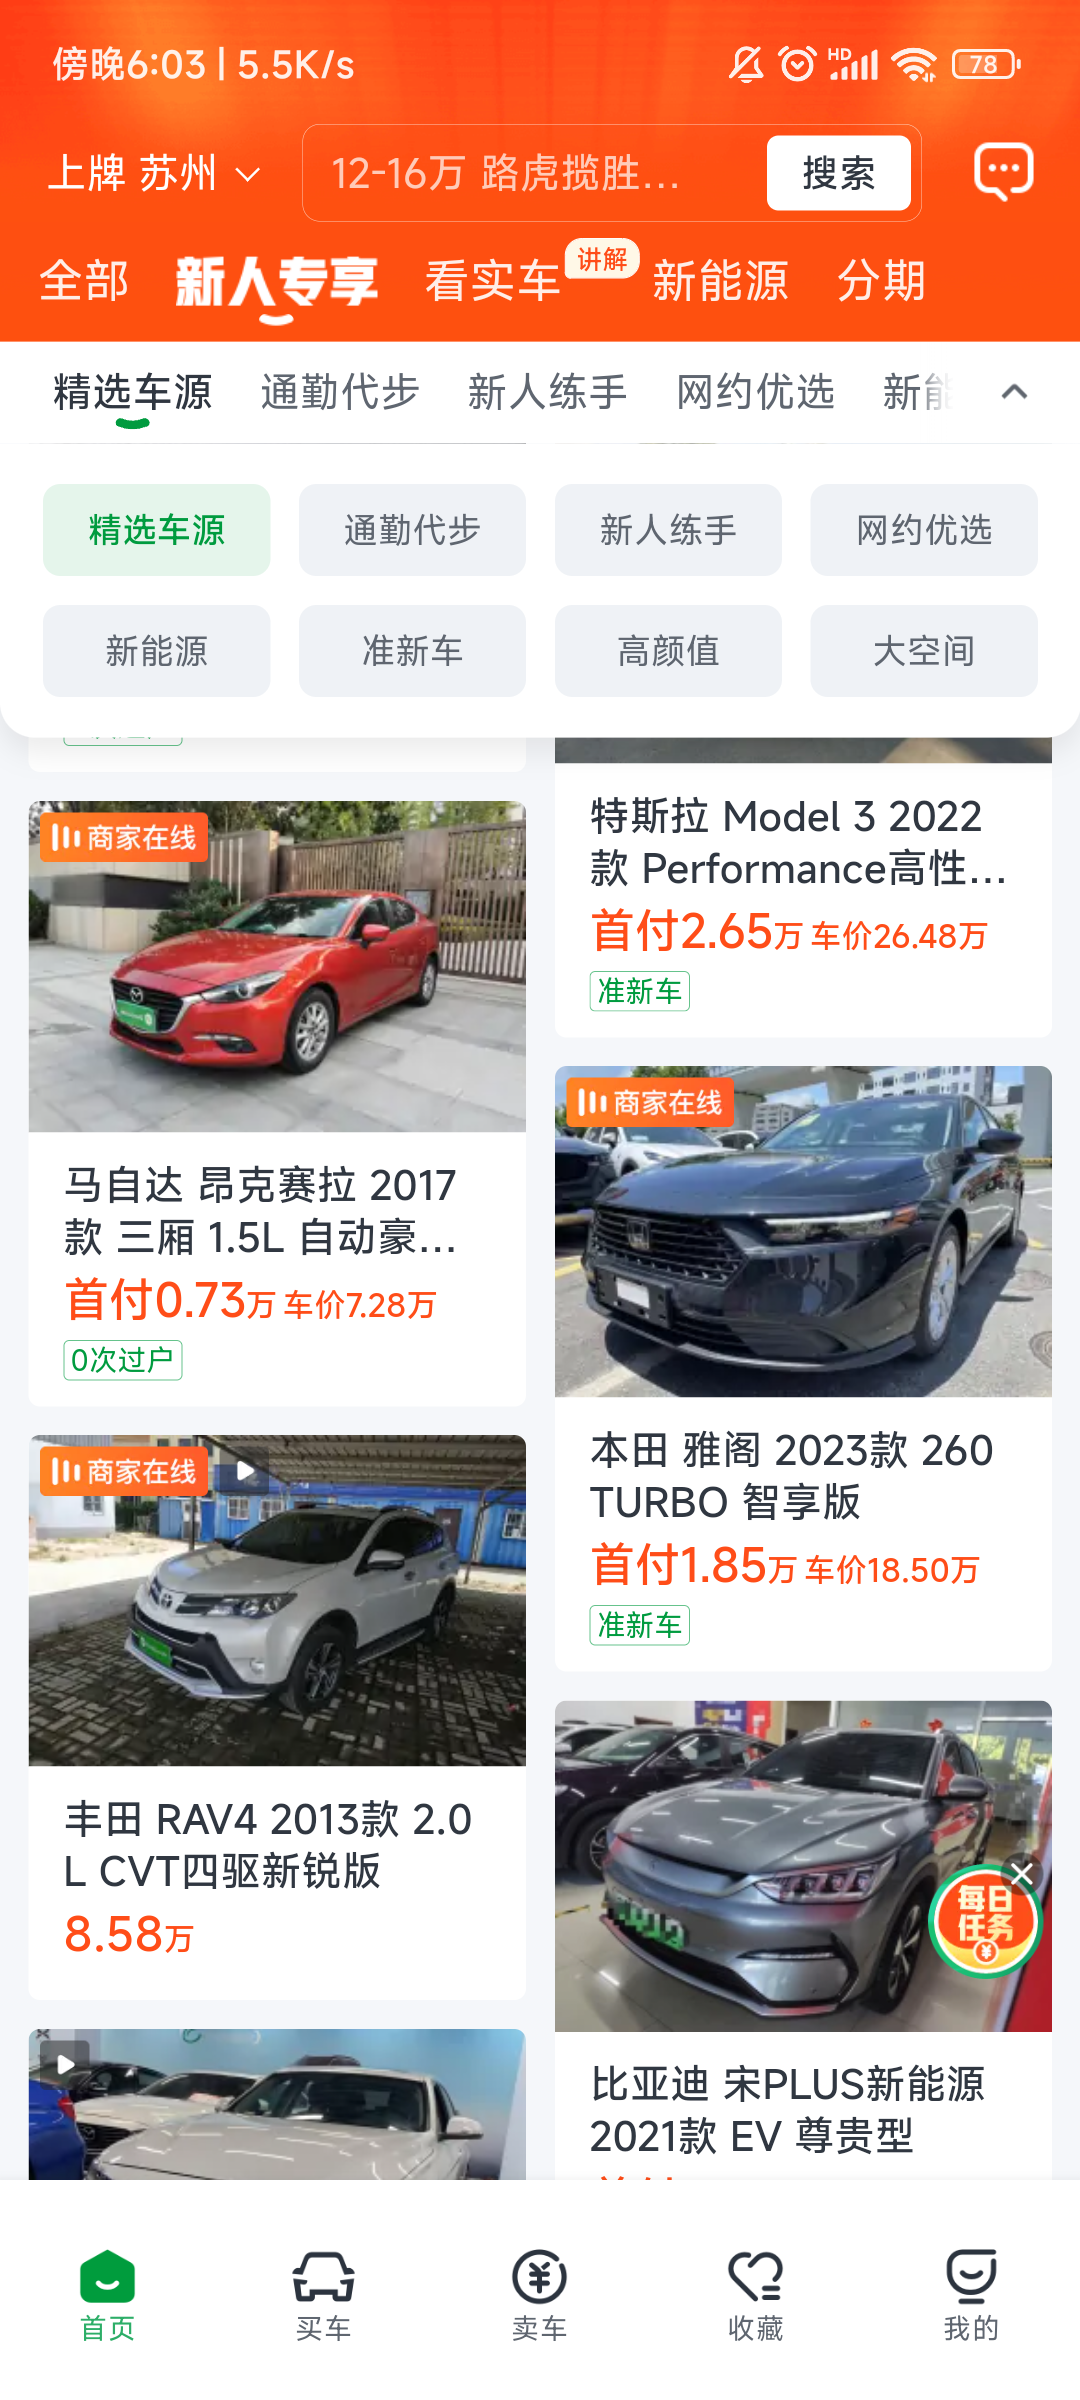 傍晚6:03 | 5.5K/s
HD
78
上牌 苏州
12-16万 路虎揽胜...
搜索
全部
新人专享
看实车
讲解
新能源
分期
精选车源
通勤代步
新人练手
网约优选
新能
精选车源
通勤代步
新人练手
网约优选
新能源
准新车
高颜值
大空间
商家在线
马自达 昂克赛拉 2017
款 三厢 1.5L 自动豪...
首付0.73万 车价7.28万
0次过户
商家在线
丰田 RAV4 2013款 2.0
L CVT四驱新锐版
8.58万
特斯拉 Model 3 2022
款 Performance高性...
首付2.65万 车价26.48万
准新车
商家在线
本田 雅阁 2023款 260
TURBO 智享版
首付1.85万 车价18.50万
准新车
每日
任务
比亚迪 宋PLUS新能源
2021款 EV 尊贵型
首页
买车
卖车
收藏
我的